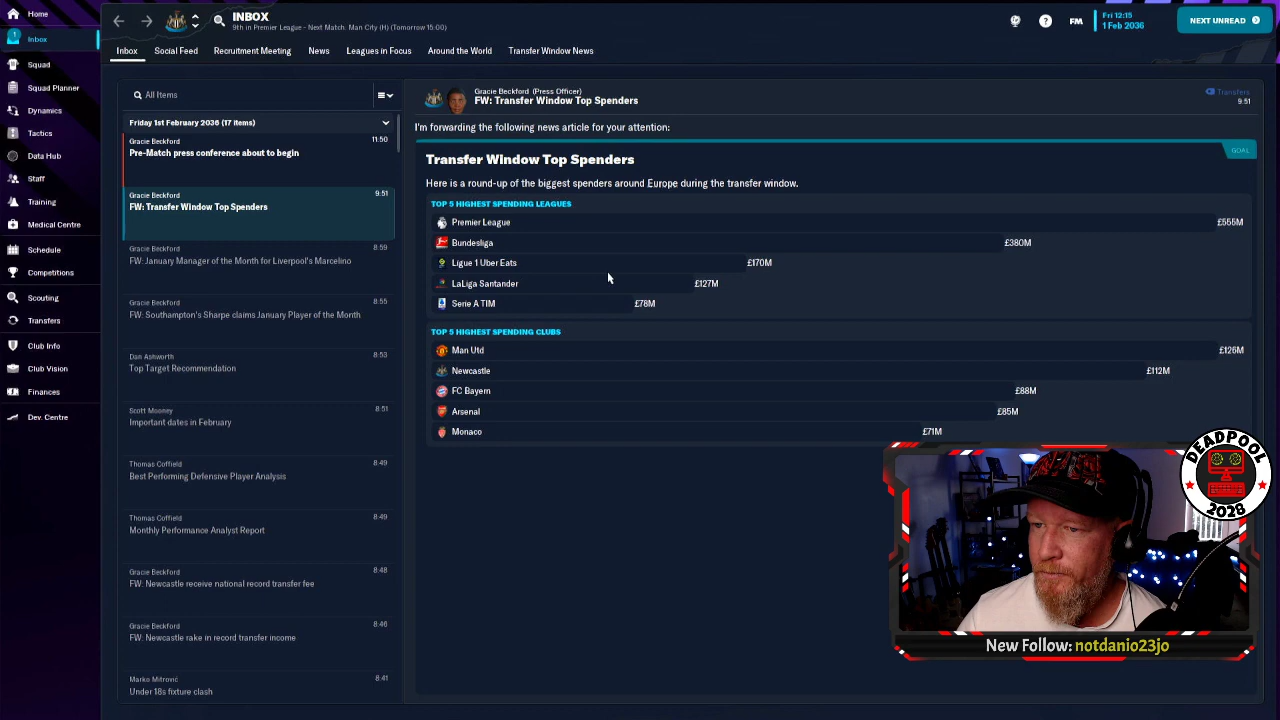 Home
INBOX
9th in Premier League - Next Match: Man City (H) (Tomorrow 15:00)
FM
Fri 12:15
1 Feb 2036
NEXT UNREAD
1
Inbox
Squad
Squad Planner
Dynamics
Tactics
Data Hub
Staff
Training
Medical Centre
Schedule
Competitions
Scouting
Transfers
Club Info
Club Vision
Finances
Dev. Centre
Inbox
Social Feed
Recruitment Meeting
News
Leagues in Focus
Around the World
Transfer Window News
All Items
Friday 1st February 2036 (17 items)
Gracie Beckford
11:50
Pre-Match press conference about to begin
Gracie Beckford
9:51
FW: Transfer Window Top Spenders
Gracie Beckford
8:59
FW: January Manager of the Month for Liverpool's Marcelino
Gracie Beckford
8:55
FW: Southampton's Sharpe claims January Player of the Month
Dan Ashworth
8:53
Top Target Recommendation
Scott Mooney
8:51
Important dates in February
Thomas Coffield
8:49
Best Performing Defensive Player Analysis
Thomas Coffield
8:49
Monthly Performance Analyst Report
Gracie Beckford
8:48
FW: Newcastle receive national record transfer fee
Gracie Beckford
8:46
FW: Newcastle rake in record transfer income
Marko Mitrović
8:41
Under 18s fixture clash
Gracie Beckford (Press Officer)
FW: Transfer Window Top Spenders
Transfers
9:51
I'm forwarding the following news article for your attention:
GOAL
Transfer Window Top Spenders
Here is a round-up of the biggest spenders around Europe during the transfer window.
TOP 5 HIGHEST SPENDING LEAGUES
Premier League £555M
Bundesliga £380M
Ligue 1 Uber Eats £170M
LaLiga Santander £127M
Serie A TIM £78M
TOP 5 HIGHEST SPENDING CLUBS
Man Utd £126M
Newcastle £112M
FC Bayern £88M
Arsenal £85M
Monaco £71M
DEADPOOL
2028
New Follow: notdanio23jo